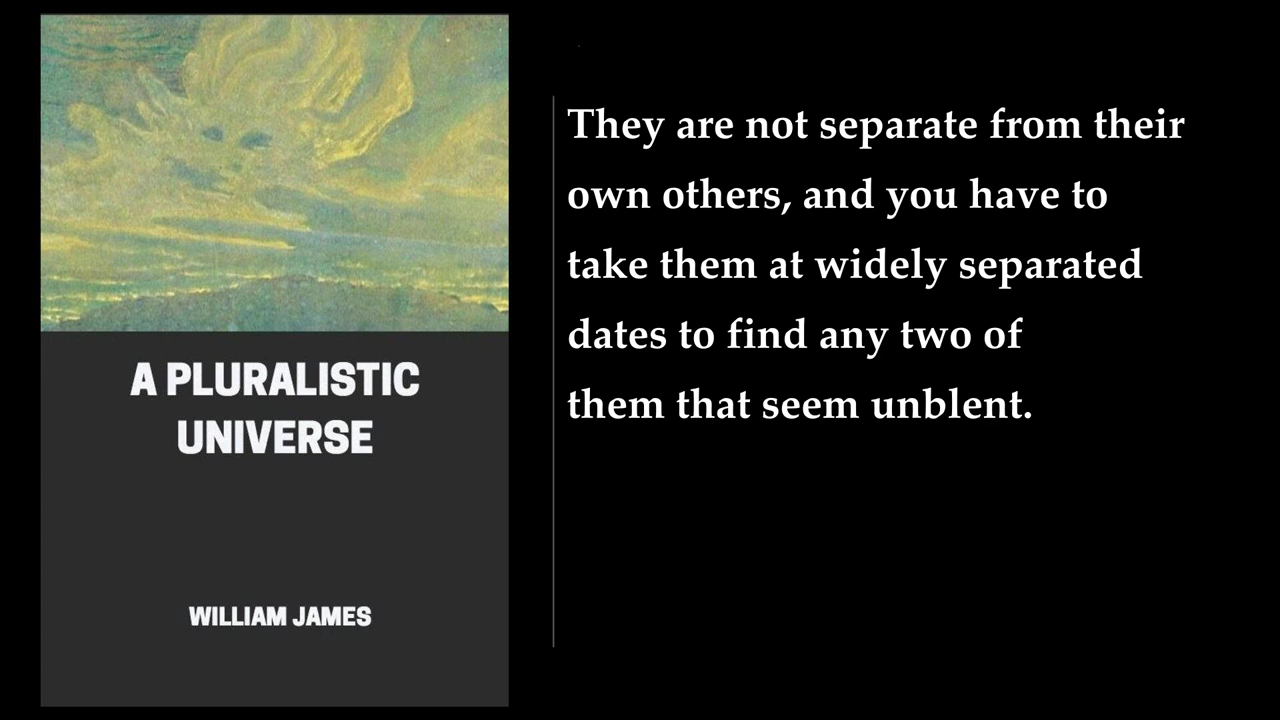 A PLURALISTIC
UNIVERSE
WILLIAM JAMES
They are not separate from their
own others, and you have to
take them at widely separated
dates to find any two of
them that seem unblent.